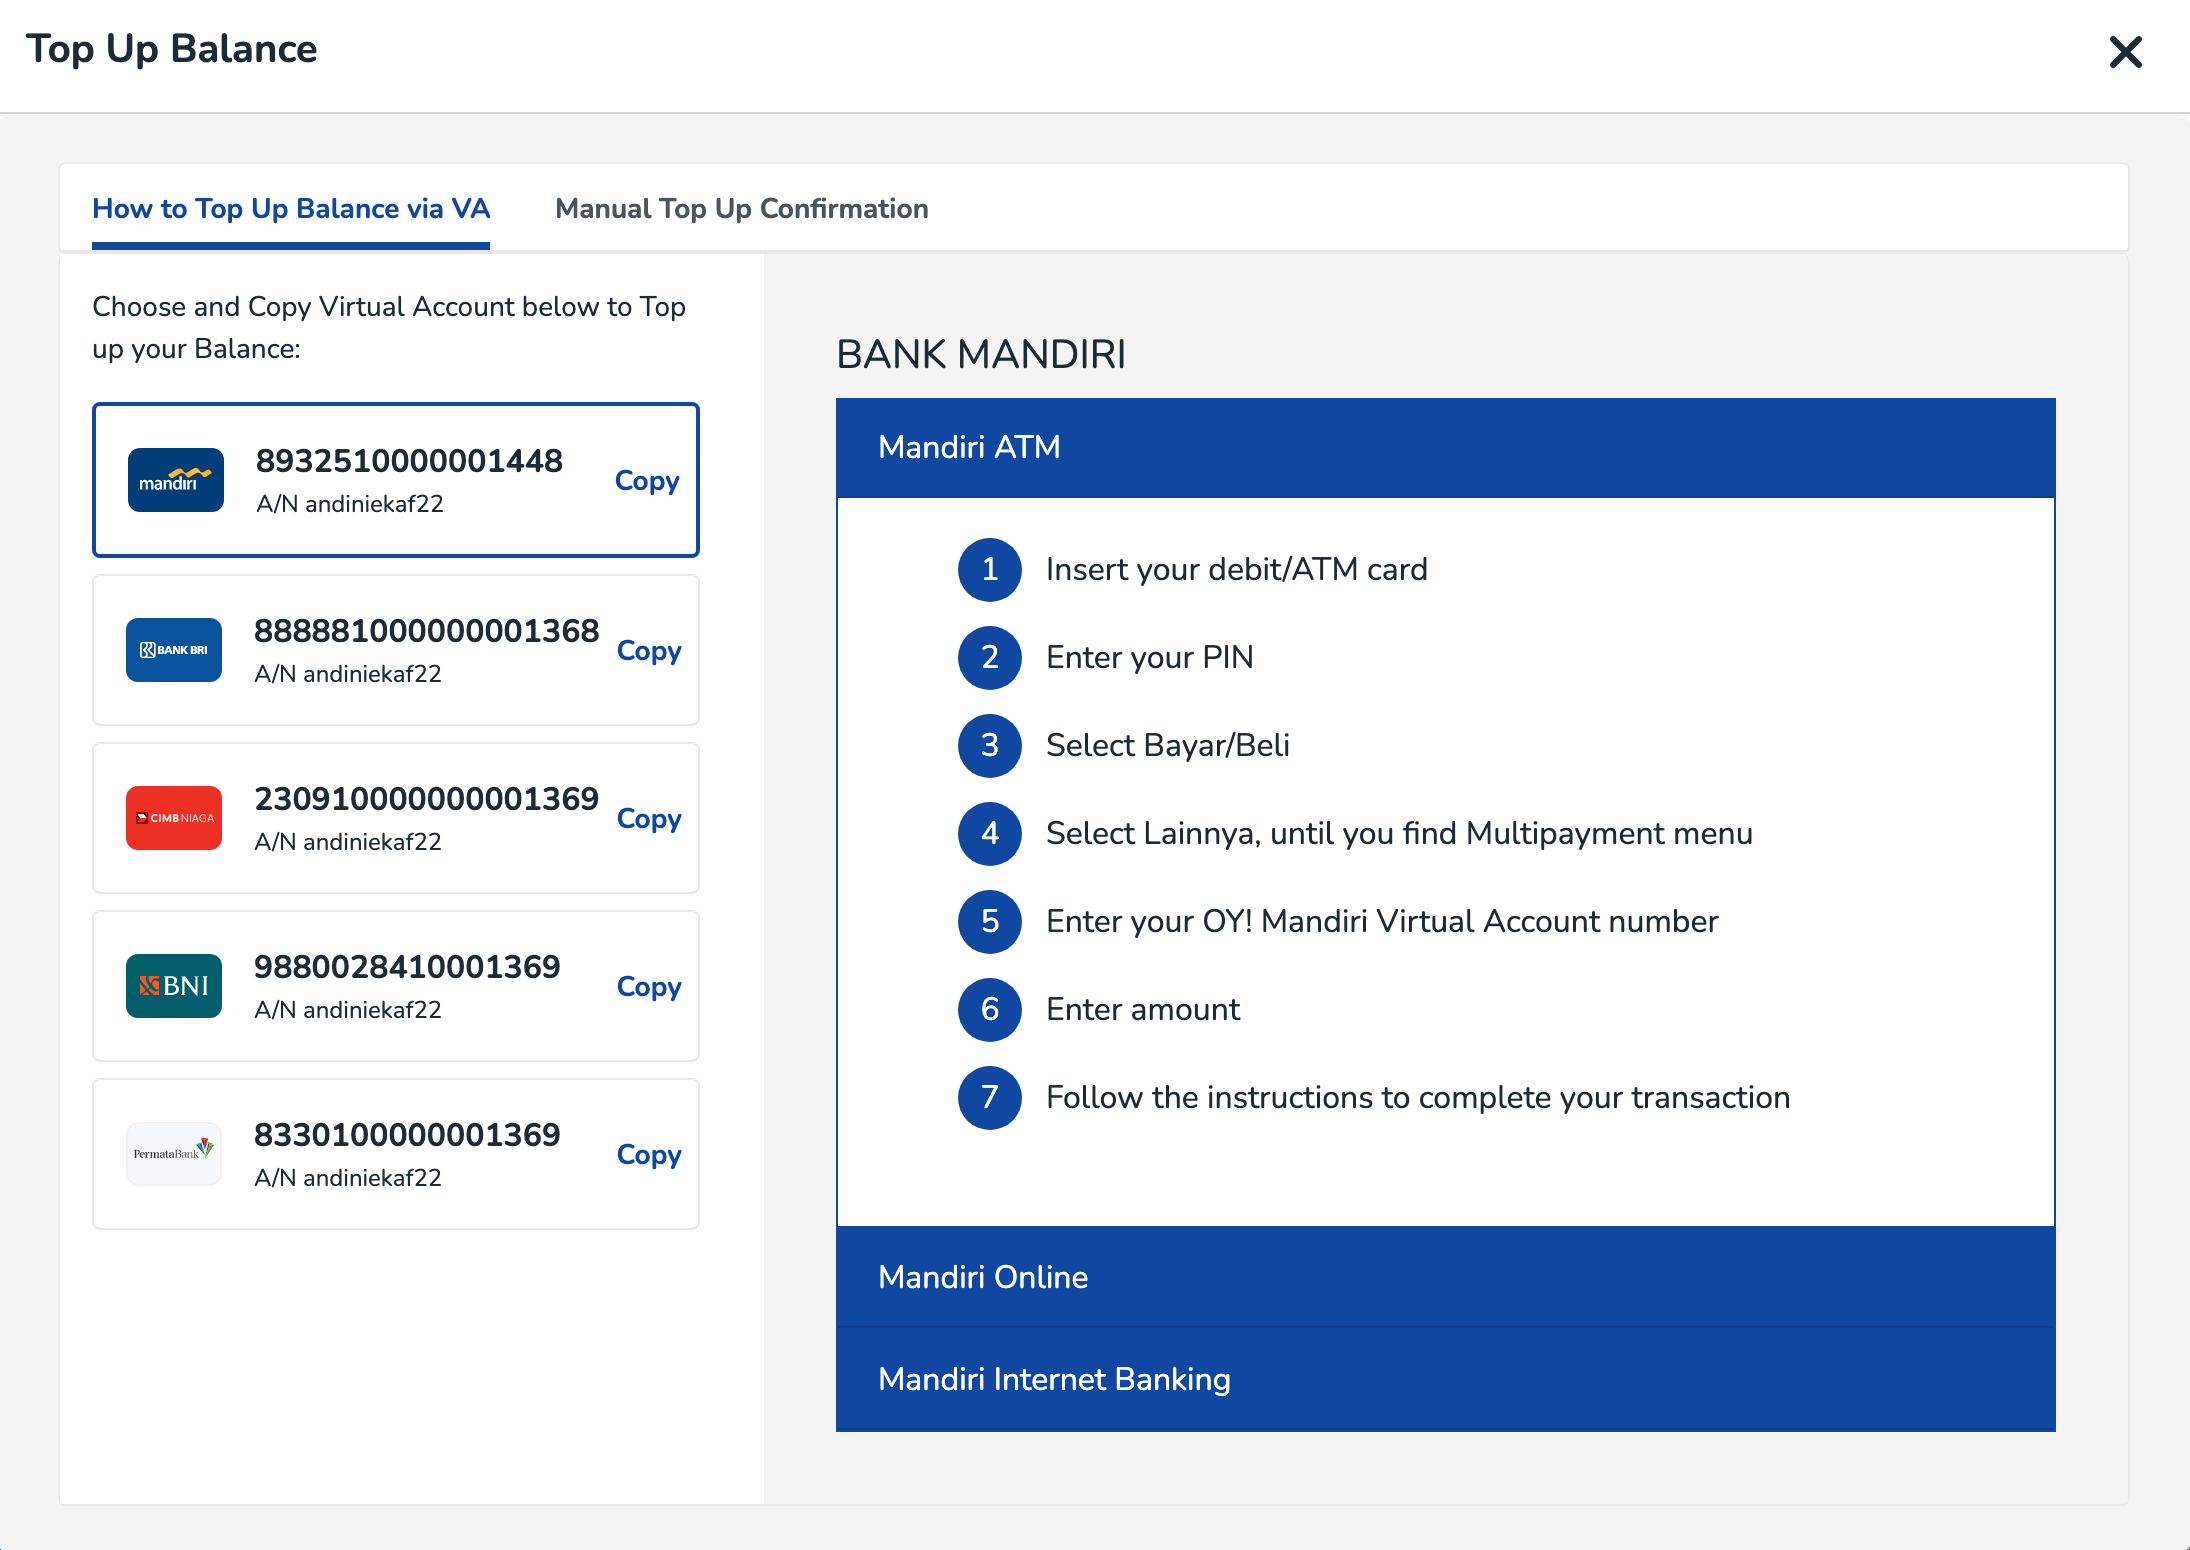 Top Up Balance
How to Top Up Balance via VA
Manual Top Up Confirmation
Choose and Copy Virtual Account below to Top
up your Balance:
mandırı
8932510000001448
A/N andiniekaf22
Copy
BANK BRI
888881000000001368
A/N andiniekaf22
Copy
CIMB NIAGA
230910000000001369
A/N andiniekaf22
Copy
BNI
9880028410001369
A/N andiniekaf22
Copy
PermataBank
8330100000001369
A/N andiniekaf22
Copy
BANK MANDIRI
Mandiri ATM
1 Insert your debit/ATM card
2 Enter your PIN
3 Select Bayar/Beli
4 Select Lainnya, until you find Multipayment menu
5 Enter your OY! Mandiri Virtual Account number
6 Enter amount
7 Follow the instructions to complete your transaction
Mandiri Online
Mandiri Internet Banking